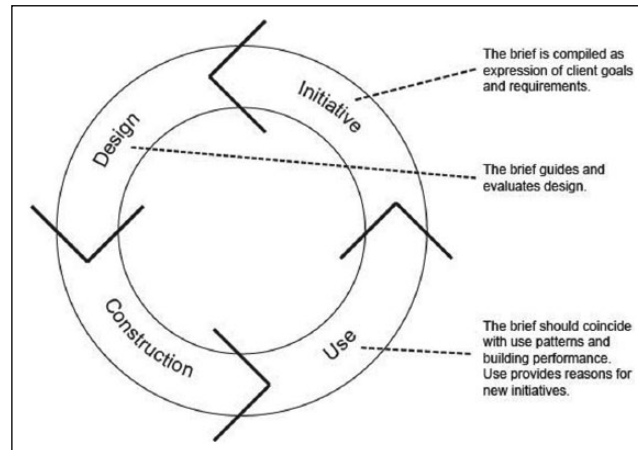 The brief is compiled as
expression of client goals
and requirements.
Initiative
Design
The brief guides and
evaluates design.
Construction
Use
The brief should coincide
with use patterns and
building performance.
Use provides reasons for
new initiatives.